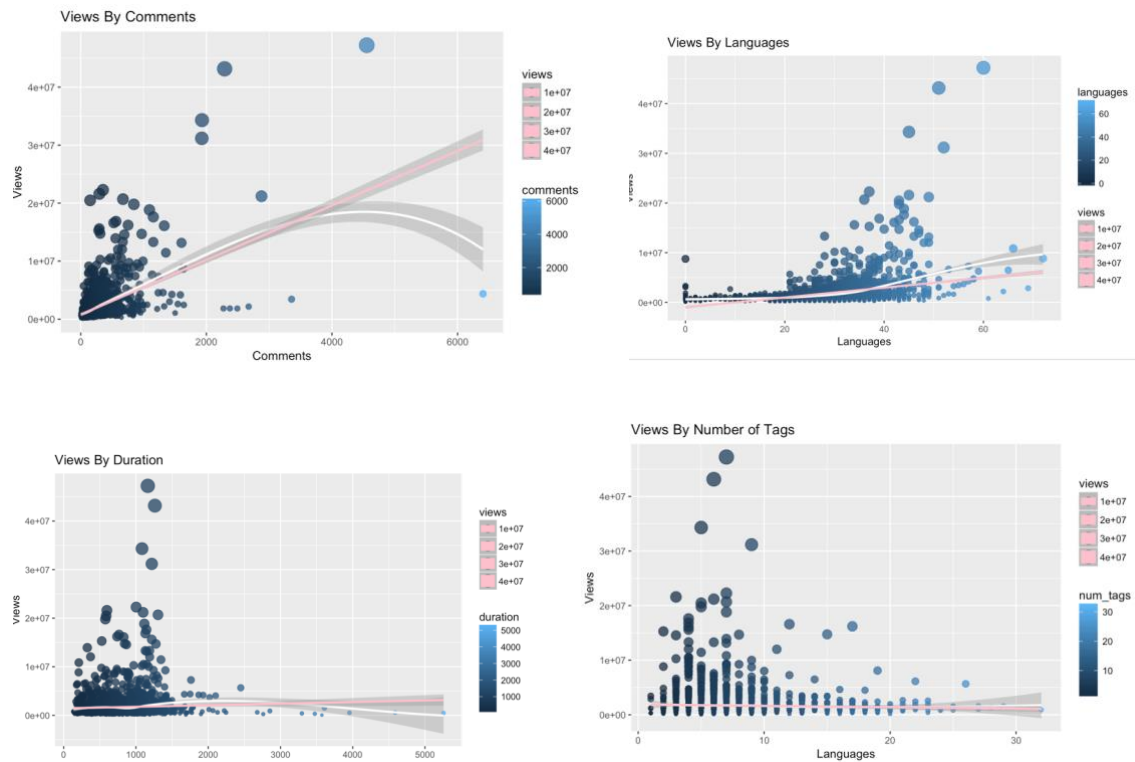 Views By Comments
4e+07
3e+07
2e+07
1e+07
0e+00
Views
0
2000
4000
6000
Comments
views
1e+07
2e+07
3e+07
4e+07
comments
6000
4000
2000
Views By Languages
4e+07
3e+07
2e+07
1e+07
0e+00
Views
0
20
40
60
Languages
languages
60
40
20
0
views
1e+07
2e+07
3e+07
4e+07
Views By Duration
4e+07
3e+07
2e+07
1e+07
0e+00
Views
0
1000
2000
3000
4000
5000
views
1e+07
2e+07
3e+07
4e+07
duration
5000
4000
3000
2000
1000
Views By Number of Tags
4e+07
3e+07
2e+07
1e+07
0e+00
Views
0
10
20
30
Languages
views
1e+07
2e+07
3e+07
4e+07
num_tags
30
20
10